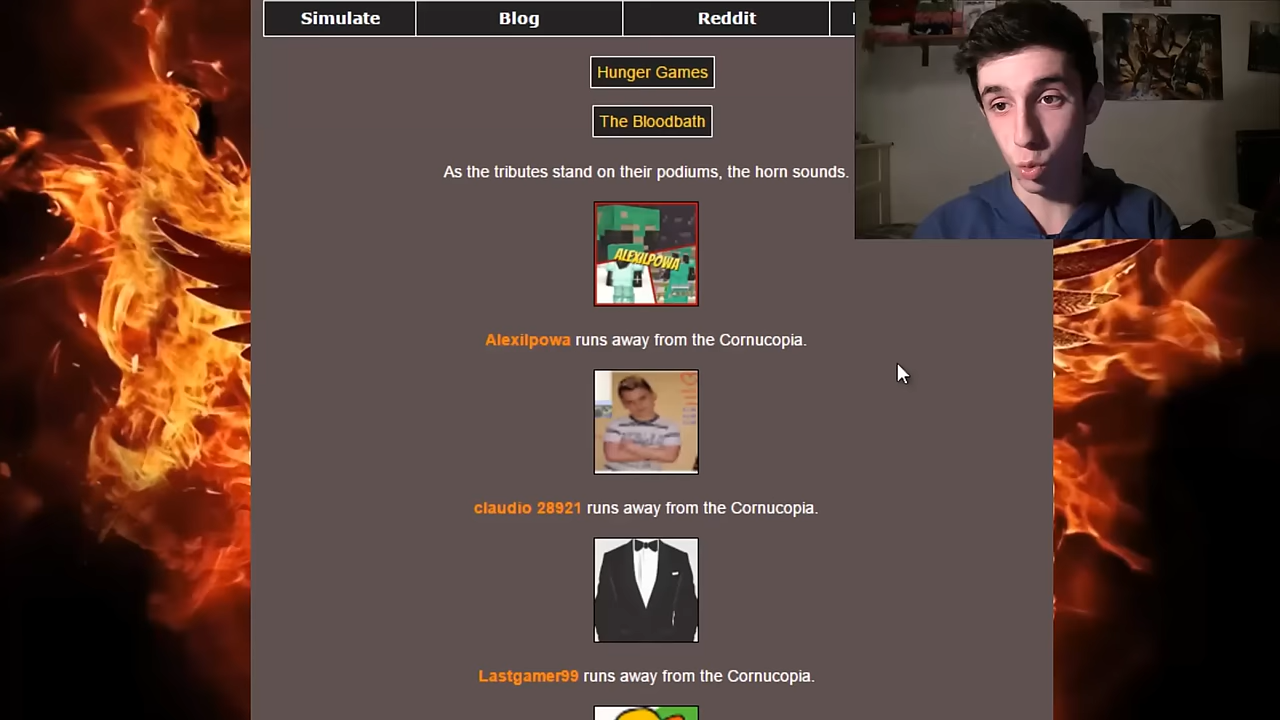 Simulate
Blog
Reddit
Hunger Games
The Bloodbath
As the tributes stand on their podiums, the horn sounds.
ALEXILPOWA
Alexilpowa runs away from the Cornucopia.
claudio 28921 runs away from the Cornucopia.
Lastgamer99 runs away from the Cornucopia.